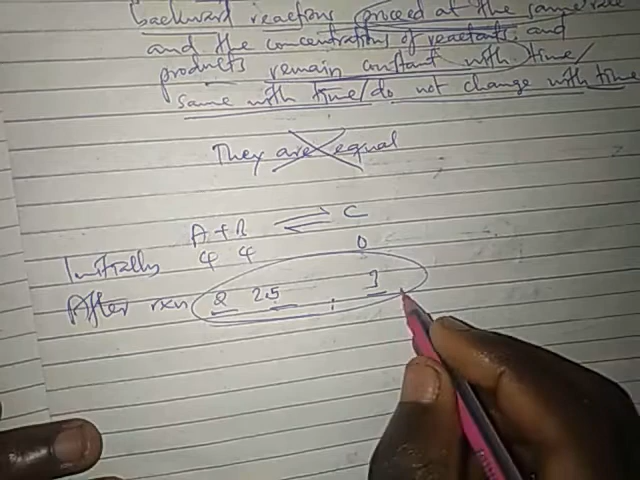 backward reactions proceed at the same rate
and the concentrations of reactants and
products remain constant with time/
same with time/do not change with time
They are equal
A + B ⇌ C
Initially 4 4 0
After rxn 2 2.5 3